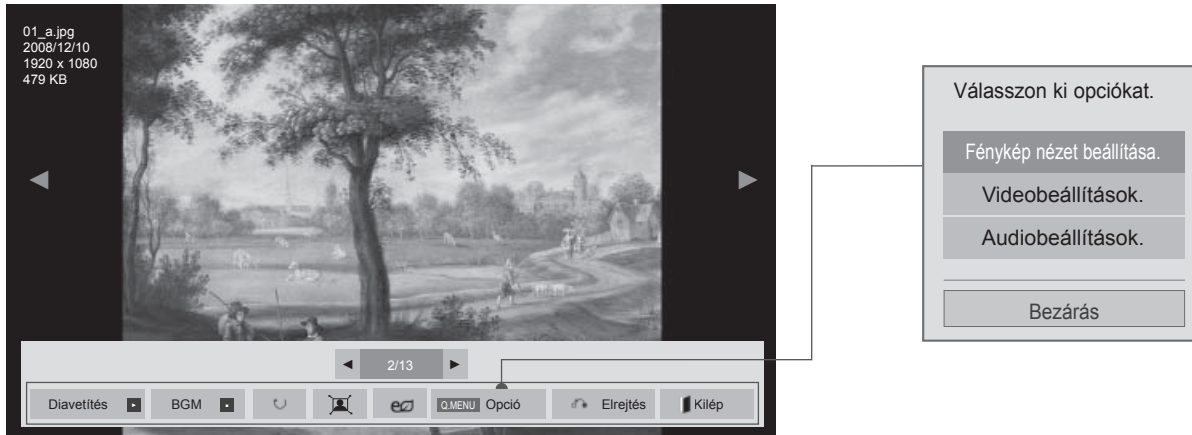 01_a.jpg
2008/12/10
1920 x 1080
479 KB
2/13
Diavetítés
BGM
Q.MENU Opció
Elrejtés
Kilép
Válasszon ki opciókat.
Fénykép nézet beállítása.
Videobeállítások.
Audiobeállítások.
Bezárás